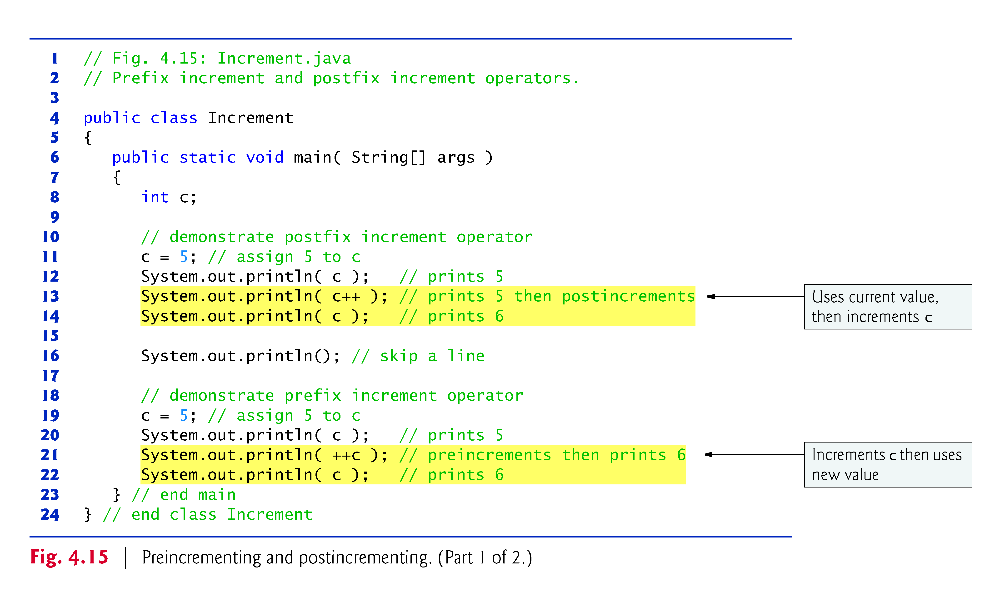 1 // Fig. 4.15: Increment.java
2 // Prefix increment and postfix increment operators.
3
4 public class Increment
5 {
6    public static void main( String[] args )
7    {
8       int c;
9
10       // demonstrate postfix increment operator
11       c = 5; // assign 5 to c
12       System.out.println( c );   // prints 5
13       System.out.println( c++ ); // prints 5 then postincrements
14       System.out.println( c );   // prints 6
Uses current value,
then increments c
15
16       System.out.println(); // skip a line
17
18       // demonstrate prefix increment operator
19       c = 5; // assign 5 to c
20       System.out.println( c );   // prints 5
21       System.out.println( ++c ); // preincrements then prints 6
22       System.out.println( c );   // prints 6
Increments c then uses
new value
23    } // end main
24 } // end class Increment
Fig. 4.15 | Preincrementing and postincrementing. (Part 1 of 2.)